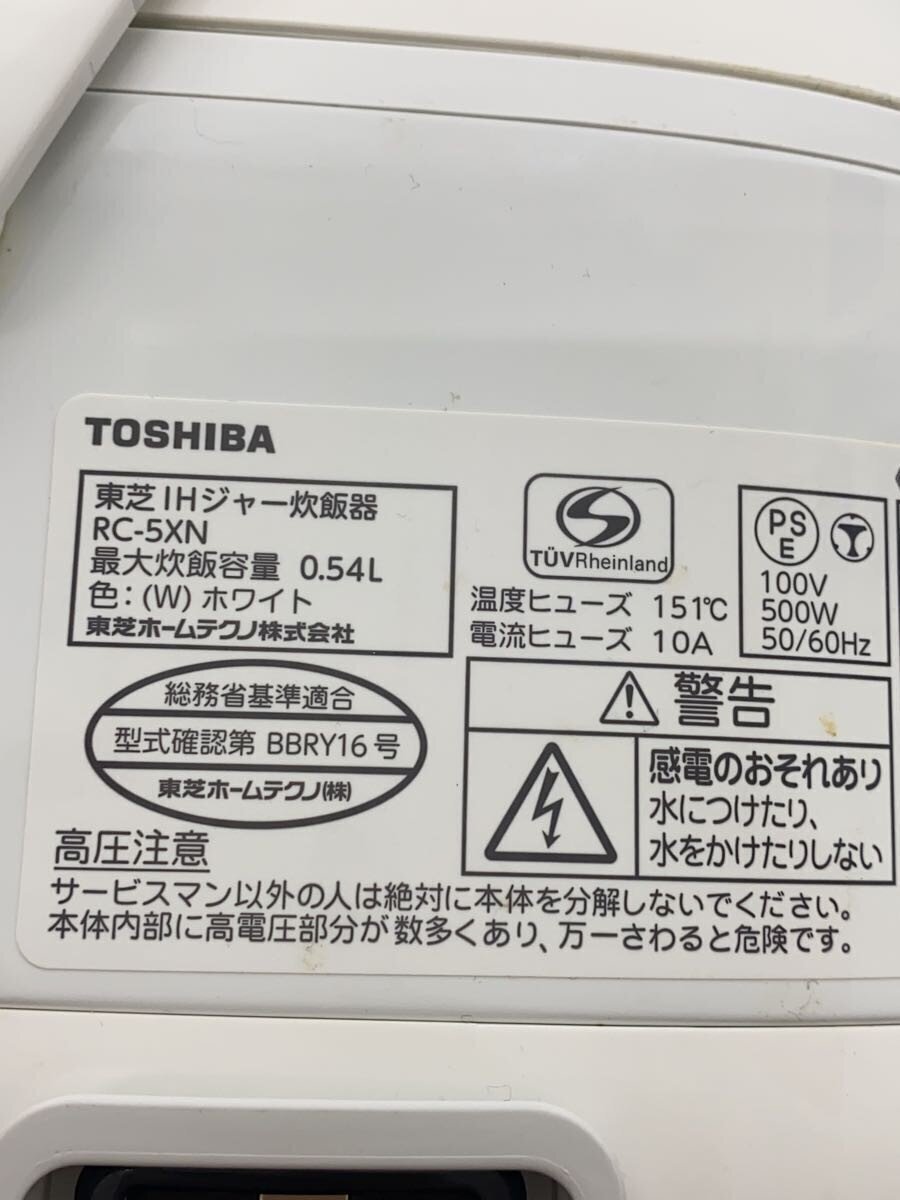 TOSHIBA
東芝IHジャー炊飯器
RC-5XN
最大炊飯容量 0.54L
色:(W) ホワイト
東芝ホームテクノ株式会社
TÜVRheinland
温度ヒューズ 151℃
電流ヒューズ 10A
PS
E
100V
500W
50/60Hz
総務省基準適合
型式確認第 BBRY16号
東芝ホームテクノ(株)
警告
感電のおそれあり
水につけたり、
水をかけたりしない
高圧注意
サービスマン以外の人は絶対に本体を分解しないでください。
本体内部に高電圧部分が数多くあり、万一さわると危険です。